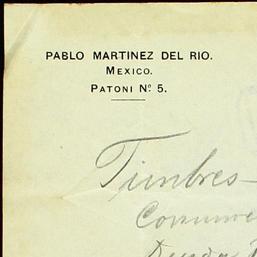 PABLO MARTINEZ DEL RIO.
MEXICO.
PATONI Nº 5.
Timbres-